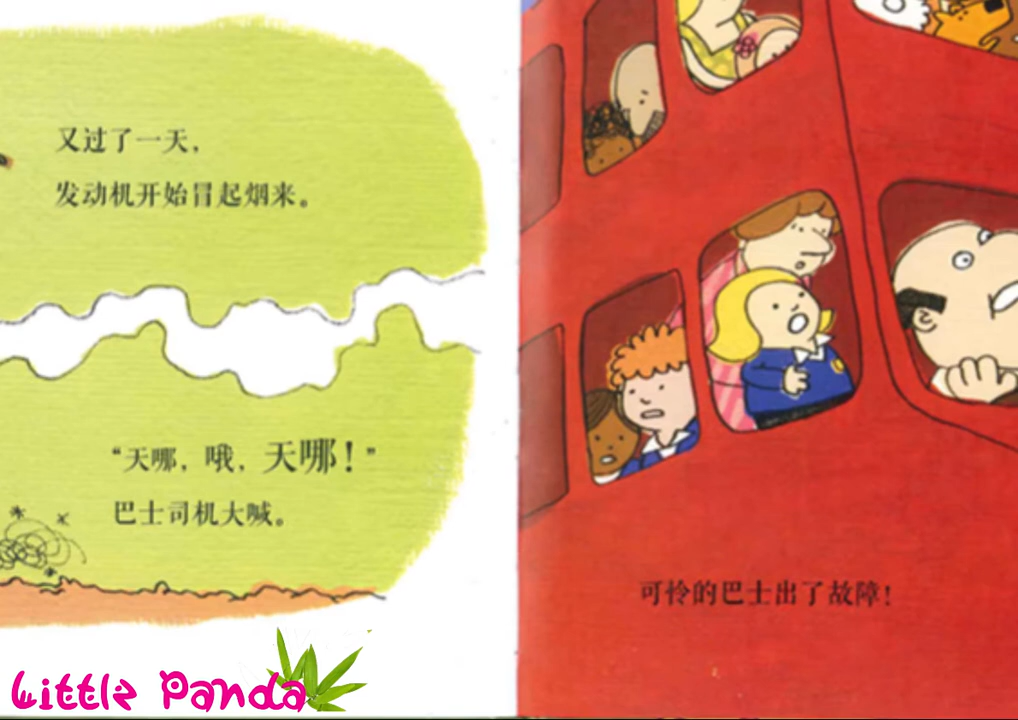 又过了一天，
发动机开始冒起烟来。
“天哪，哦，天哪！”
巴士司机大喊。
可怜的巴士出了故障！
Little Panda